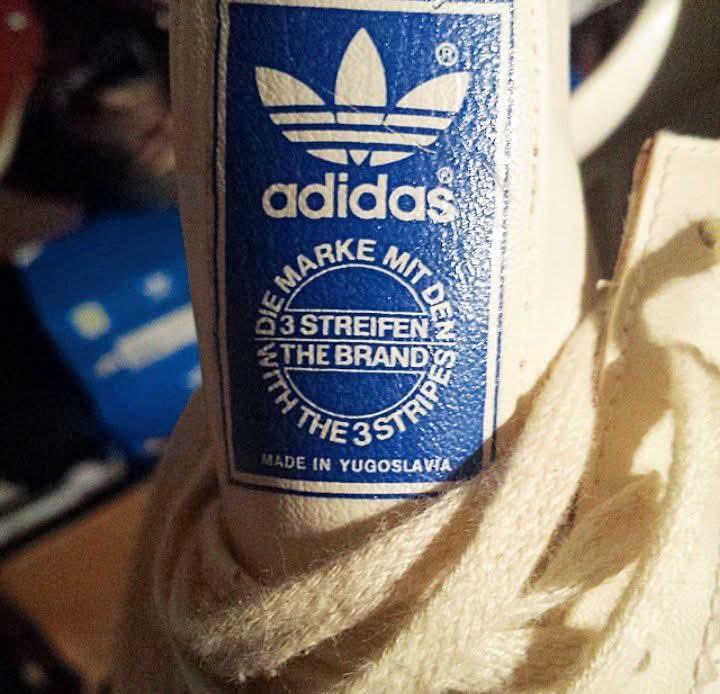 ®
adidas®
DIE MARKE MIT DEN
3 STREIFEN
THE BRAND
WITH THE 3 STRIPES
MADE IN YUGOSLAVIA